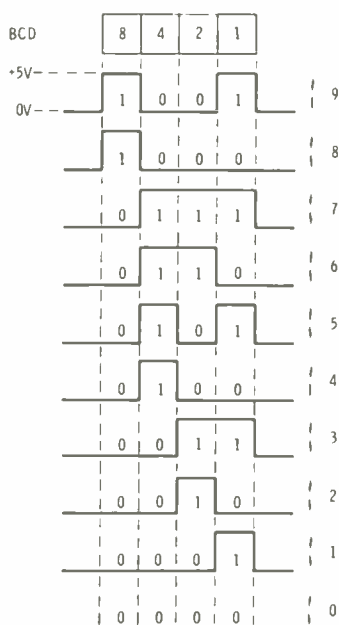 BCD 8 4 2 1
+5V
0V
1 0 0 1 9
1 0 0 0 8
0 1 1 1 7
0 1 1 0 6
0 1 0 1 5
0 1 0 0 4
0 0 1 1 3
0 0 1 0 2
0 0 0 1 1
0 0 0 0 0